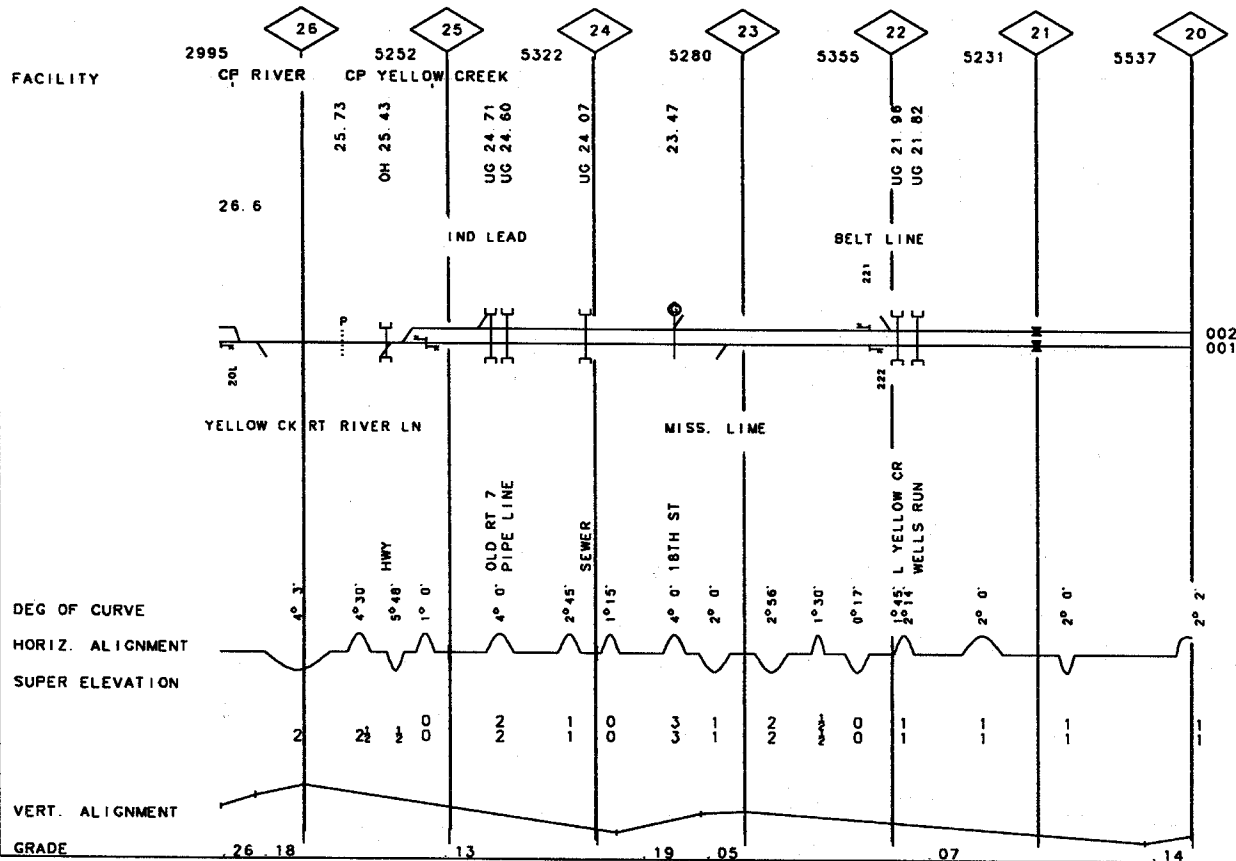 26 25 24 23 22 21 20
2995 5252 5322 5280 5355 5231 5537
FACILITY CP RIVER CP YELLOW CREEK
25.73
OH 25.43
UG 24.71
UG 24.60
UG 24 07
23.47
UG 21 96
UG 21.82
26.6
IND LEAD BELT LINE
221
P
002
001
20L
222
YELLOW CK RT RIVER LN MISS. LIME
HWY
OLD RT 7
PIPE LINE
SEWER
18TH ST
L YELLOW CR
WELLS RUN
DEG OF CURVE 4° 3' 4° 30' 5° 48' 1° 0' 4° 0' 2° 45' 1° 15' 4° 0' 2° 0' 2° 56' 1° 30' 0° 17' 1° 45' 2° 14' 2° 0' 2° 0' 2° 2'
HORIZ. ALIGNMENT
SUPER ELEVATION
0 2 1 0 3 1 2 ½ 0 1 1 1 1
2 2½ ½ 0 2 1 0 3 1 2 ½ 0 1 1 1 1
VERT. ALIGNMENT
GRADE .26 .18 .13 .19 .05 .07 .14